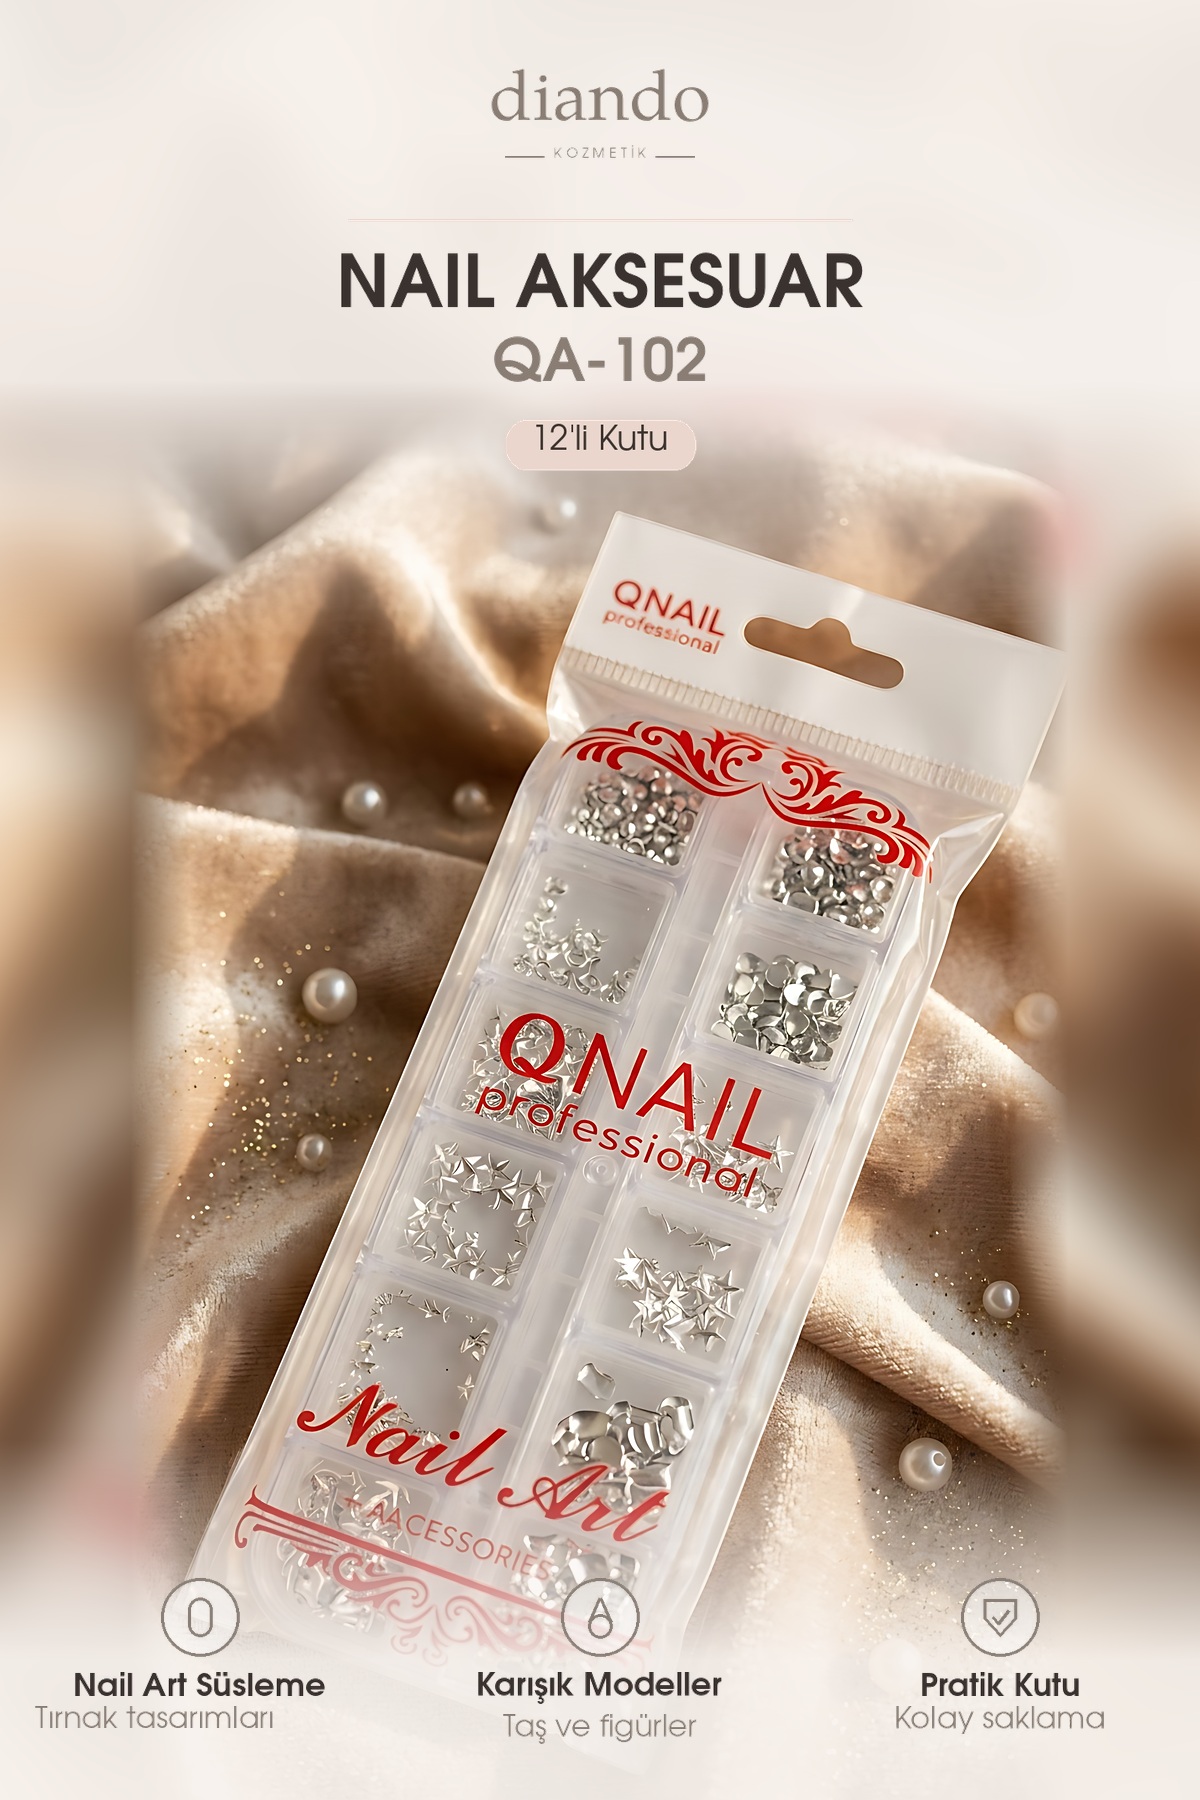 diando
KOZMETİK
NAIL AKSESUAR
QA-102
12'li Kutu
QNAIL
professional
QNAIL
professional
Nail Art
AACESSORIES
Nail Art Süsleme
Tırnak tasarımları
Karışık Modeller
Taş ve figürler
Pratik Kutu
Kolay saklama